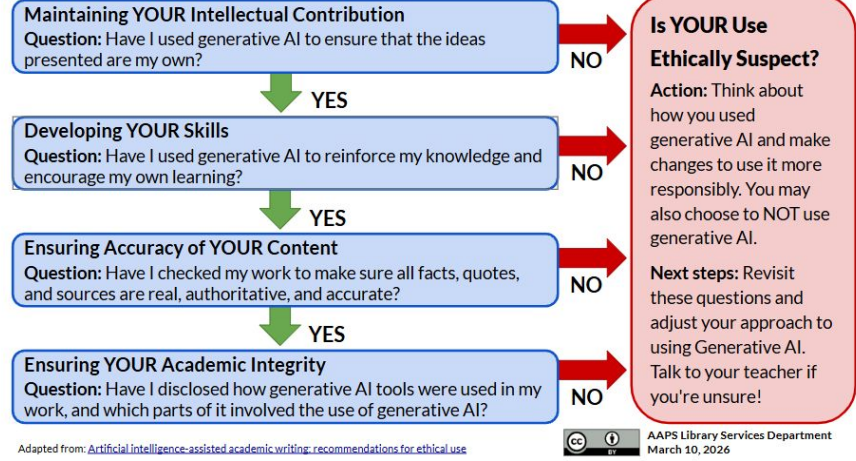 Maintaining YOUR Intellectual Contribution
Question: Have I used generative AI to ensure that the ideas
presented are my own?
NO
YES
Developing YOUR Skills
Question: Have I used generative AI to reinforce my knowledge and
encourage my own learning?
NO
YES
Ensuring Accuracy of YOUR Content
Question: Have I checked my work to make sure all facts, quotes,
and sources are real, authoritative, and accurate?
NO
YES
Ensuring YOUR Academic Integrity
Question: Have I disclosed how generative AI tools were used in my
work, and which parts of it involved the use of generative AI?
NO
Is YOUR Use
Ethically Suspect?
Action: Think about
how you used
generative AI and make
changes to use it more
responsibly. You may
also choose to NOT use
generative AI.
Next steps: Revisit
these questions and
adjust your approach to
using Generative AI.
Talk to your teacher if
you're unsure!
Adapted from: Artificial intelligence-assisted academic writing: recommendations for ethical use
cc
BY
AAPS Library Services Department
March 10, 2026